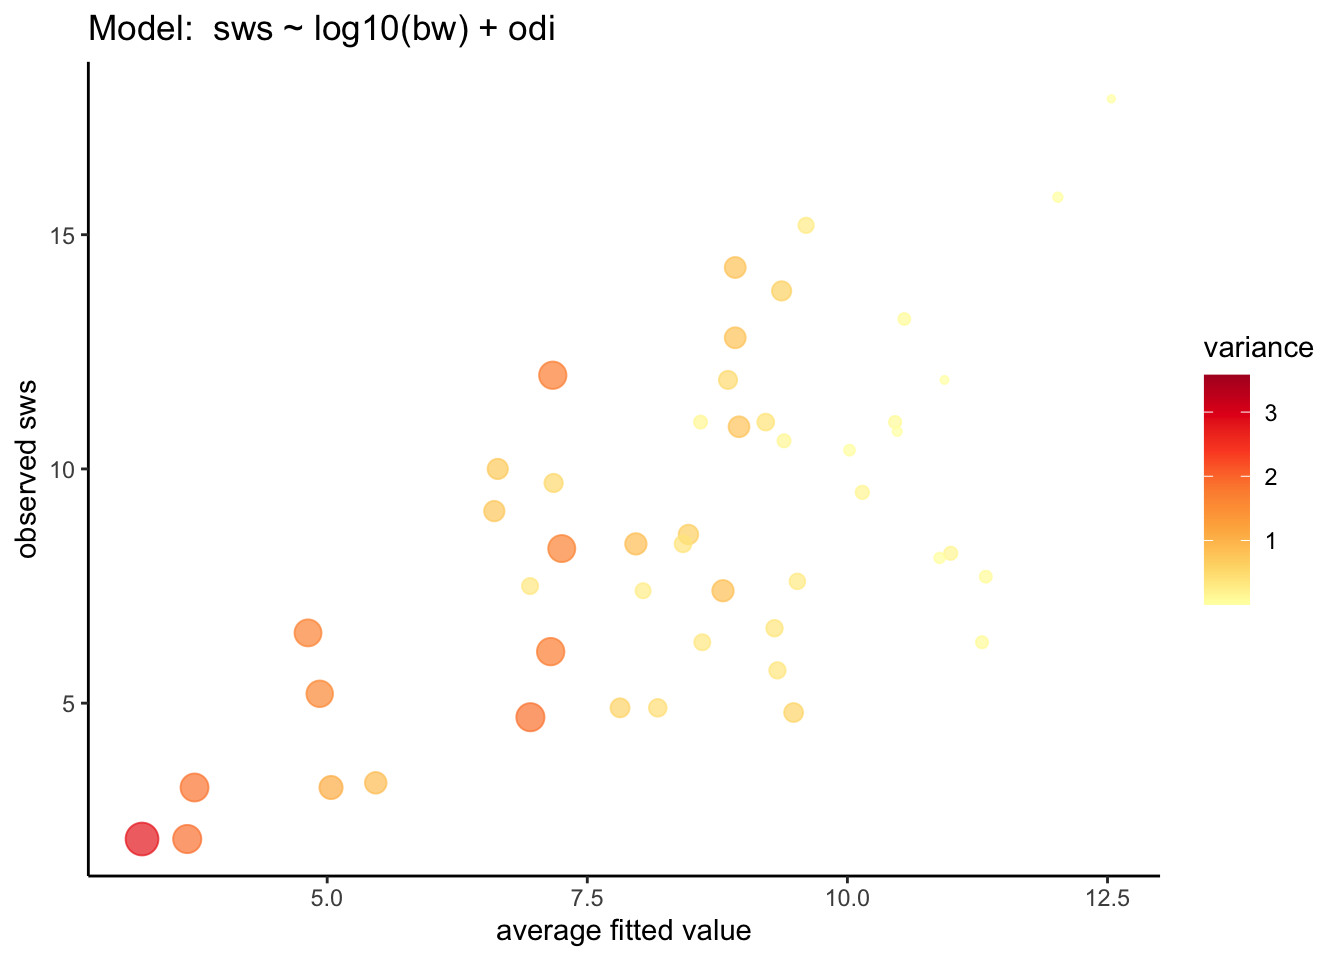 Model:  sws ~ log10(bw) + odi
observed sws
15
10
5
5.0
7.5
10.0
12.5
average fitted value
variance
3
2
1